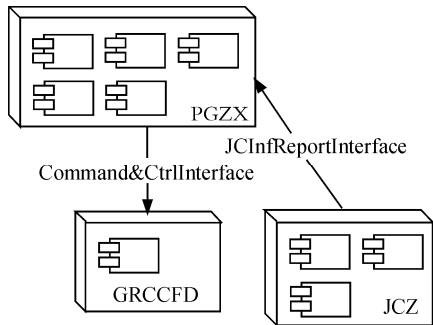 PGZX
JCInfReportInterface
Command&CtrlInterface
GRCCFD
JCZ